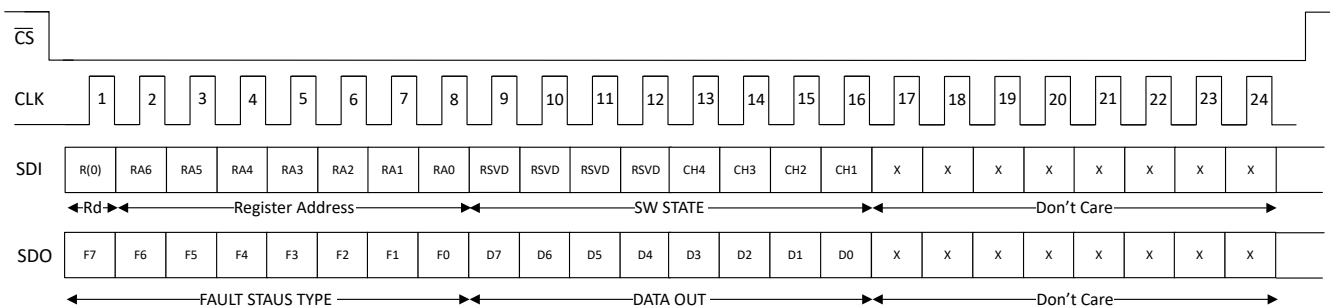 CS
CLK 1 2 3 4 5 6 7 8 9 10 11 12 13 14 15 16 17 18 19 20 21 22 23 24
SDI R(0) RA6 RA5 RA4 RA3 RA2 RA1 RA0 RSVD RSVD RSVD RSVD CH4 CH3 CH2 CH1 X X X X X X X X
Rd Register Address SW STATE Don't Care
SDO F7 F6 F5 F4 F3 F2 F1 F0 D7 D6 D5 D4 D3 D2 D1 D0 X X X X X X X X
FAULT STAUS TYPE DATA OUT Don't Care